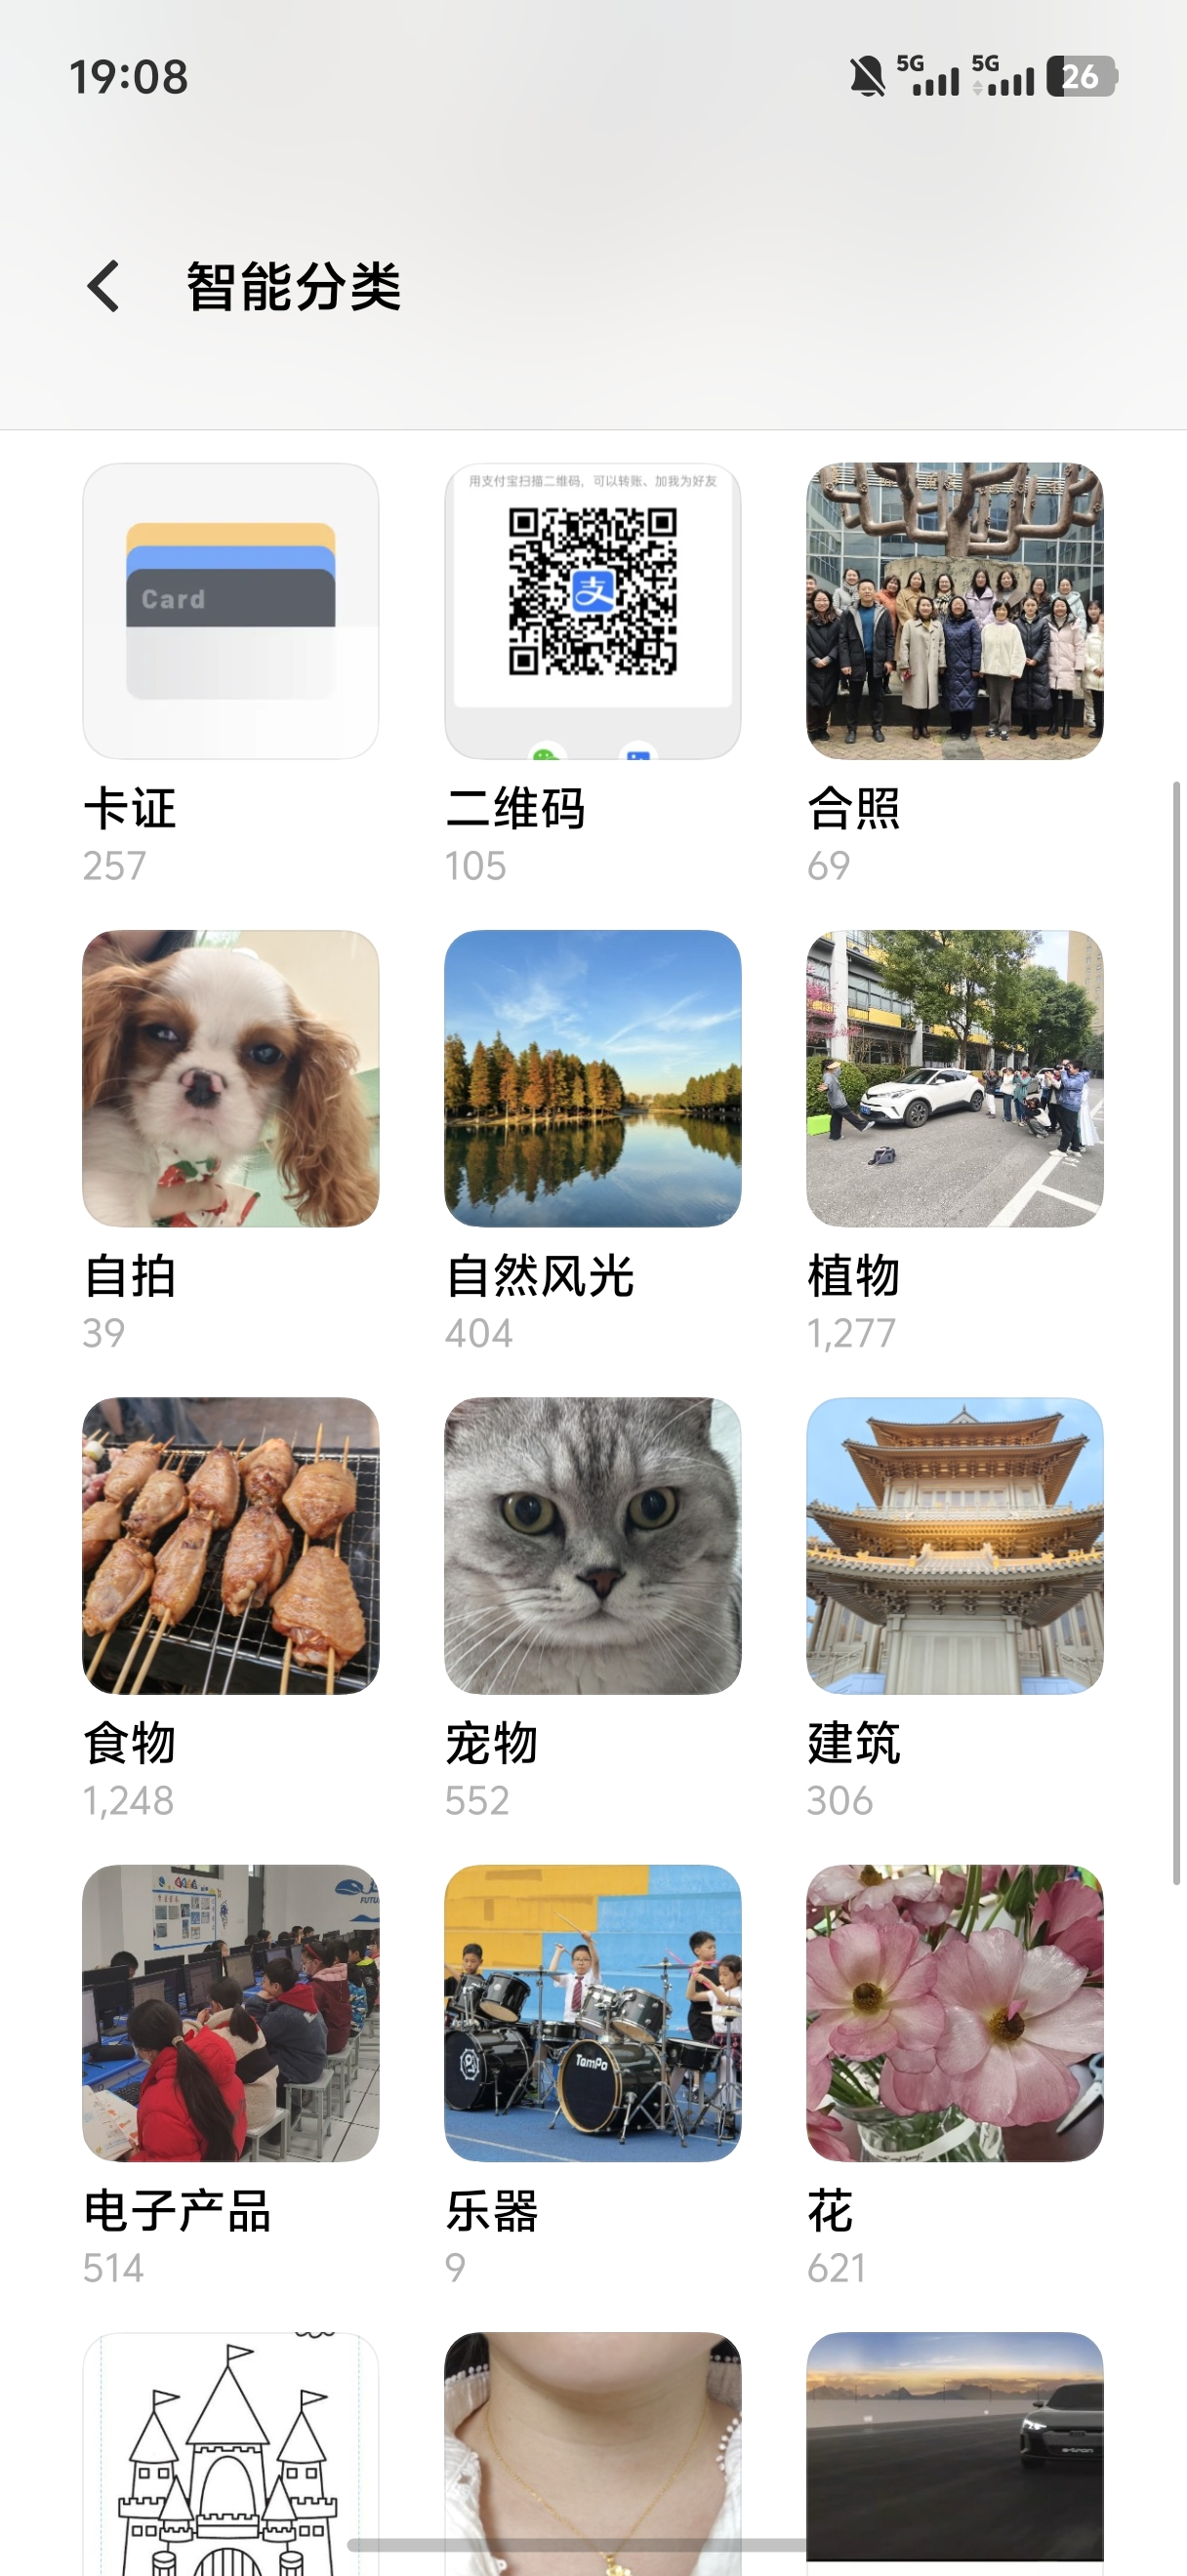 19:08
5G 5G 26
智能分类
Card
用支付宝扫描二维码，可以转账、加我为好友
支
卡证 二维码 合照
257 105 69
自拍 自然风光 植物
39 404 1,277
食物 宠物 建筑
1,248 552 306
FUTU
TemPo
电子产品 乐器 花
514 9 621